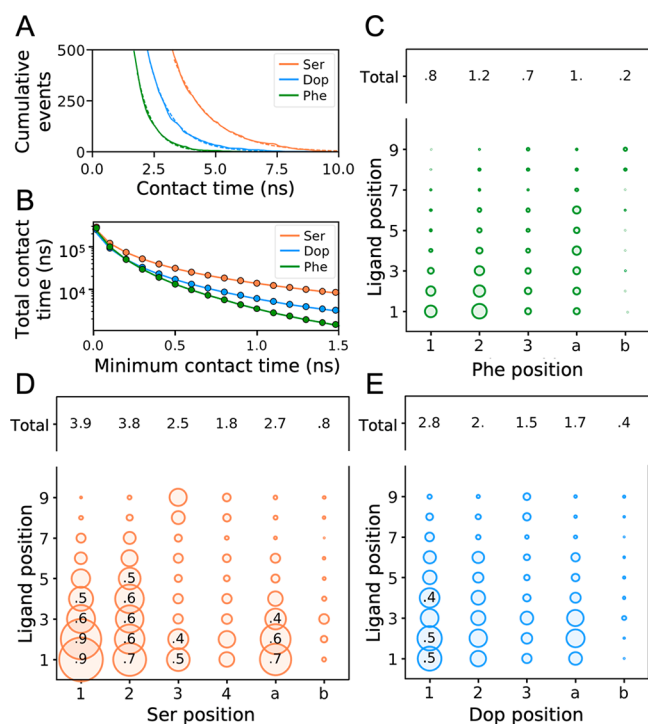 A
Cumulative events
500
250
0
0.0 2.5 5.0 7.5 10.0
Contact time (ns)
Ser
Dop
Phe
B
Total contact time (ns)
10^5
10^4
0.0 0.5 1.0 1.5
Minimum contact time (ns)
Ser
Dop
Phe
C
Total .8 1.2 .7 1. .2
Ligand position
9
7
5
3
1
1 2 3 a b
Phe position
D
Total 3.9 3.8 2.5 1.8 2.7 .8
Ligand position
9
7
5 .5
.5 .6
3 .6 .6 .4
.9 .6 .4 .6
1 .9 .7 .5 .7
1 2 3 4 a b
Ser position
E
Total 2.8 2. 1.5 1.7 .4
Ligand position
9
7
5
.4
3
.5
1 .5
1 2 3 a b
Dop position